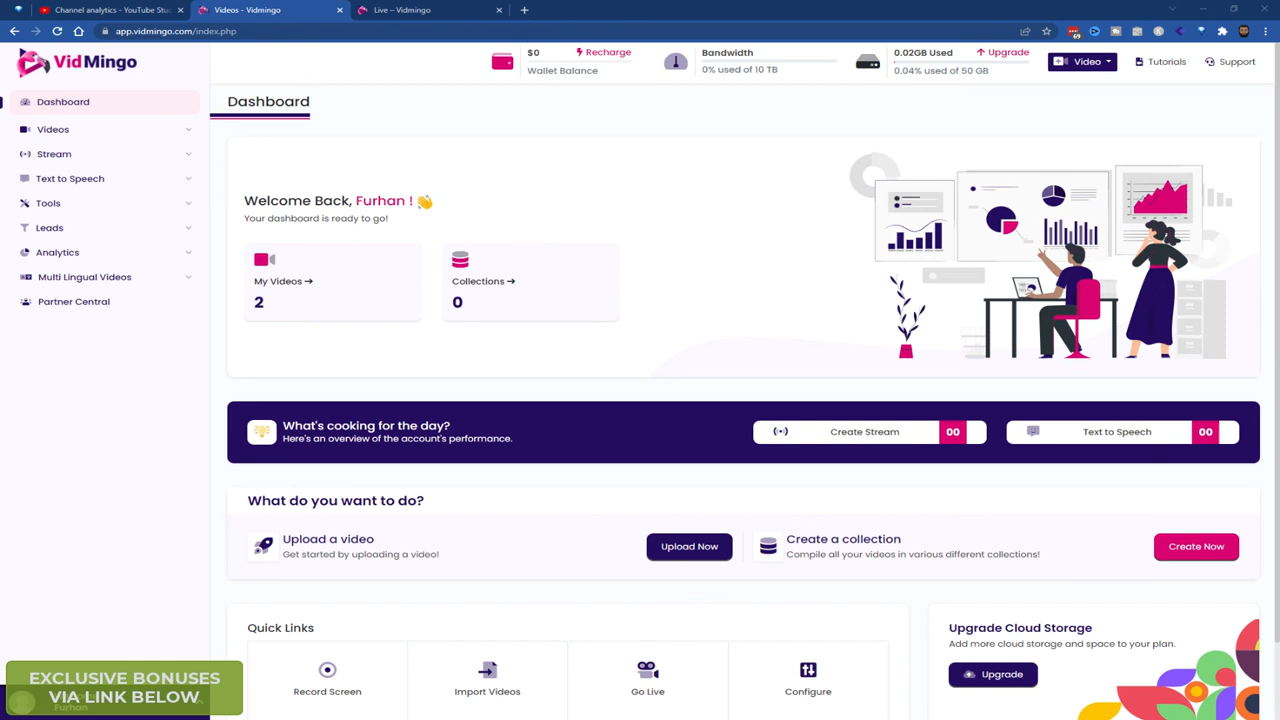 Channel analytics - YouTube Stu
Videos - Vidmingo
Live -- Vidmingo
app.vidmingo.com/index.php
VidMingo
$0
Recharge
Wallet Balance
Bandwidth
0% used of 10 TB
0.02GB Used
Upgrade
0.04% used of 50 GB
Video
Tutorials
Support
Dashboard
Videos
Stream
Text to Speech
Tools
Leads
Analytics
Multi Lingual Videos
Partner Central
Dashboard
Welcome Back, Furhan !
Your dashboard is ready to go!
My Videos →
2
Collections →
0
What's cooking for the day?
Here's an overview of the account's performance.
Create Stream
00
Text to Speech
00
What do you want to do?
Upload a video
Get started by uploading a video!
Upload Now
Create a collection
Compile all your videos in various different collections!
Create Now
Quick Links
Record Screen
Import Videos
Go Live
Configure
Upgrade Cloud Storage
Add more cloud storage and space to your plan.
Upgrade
EXCLUSIVE BONUSES
VIA LINK BELOW
Furhan